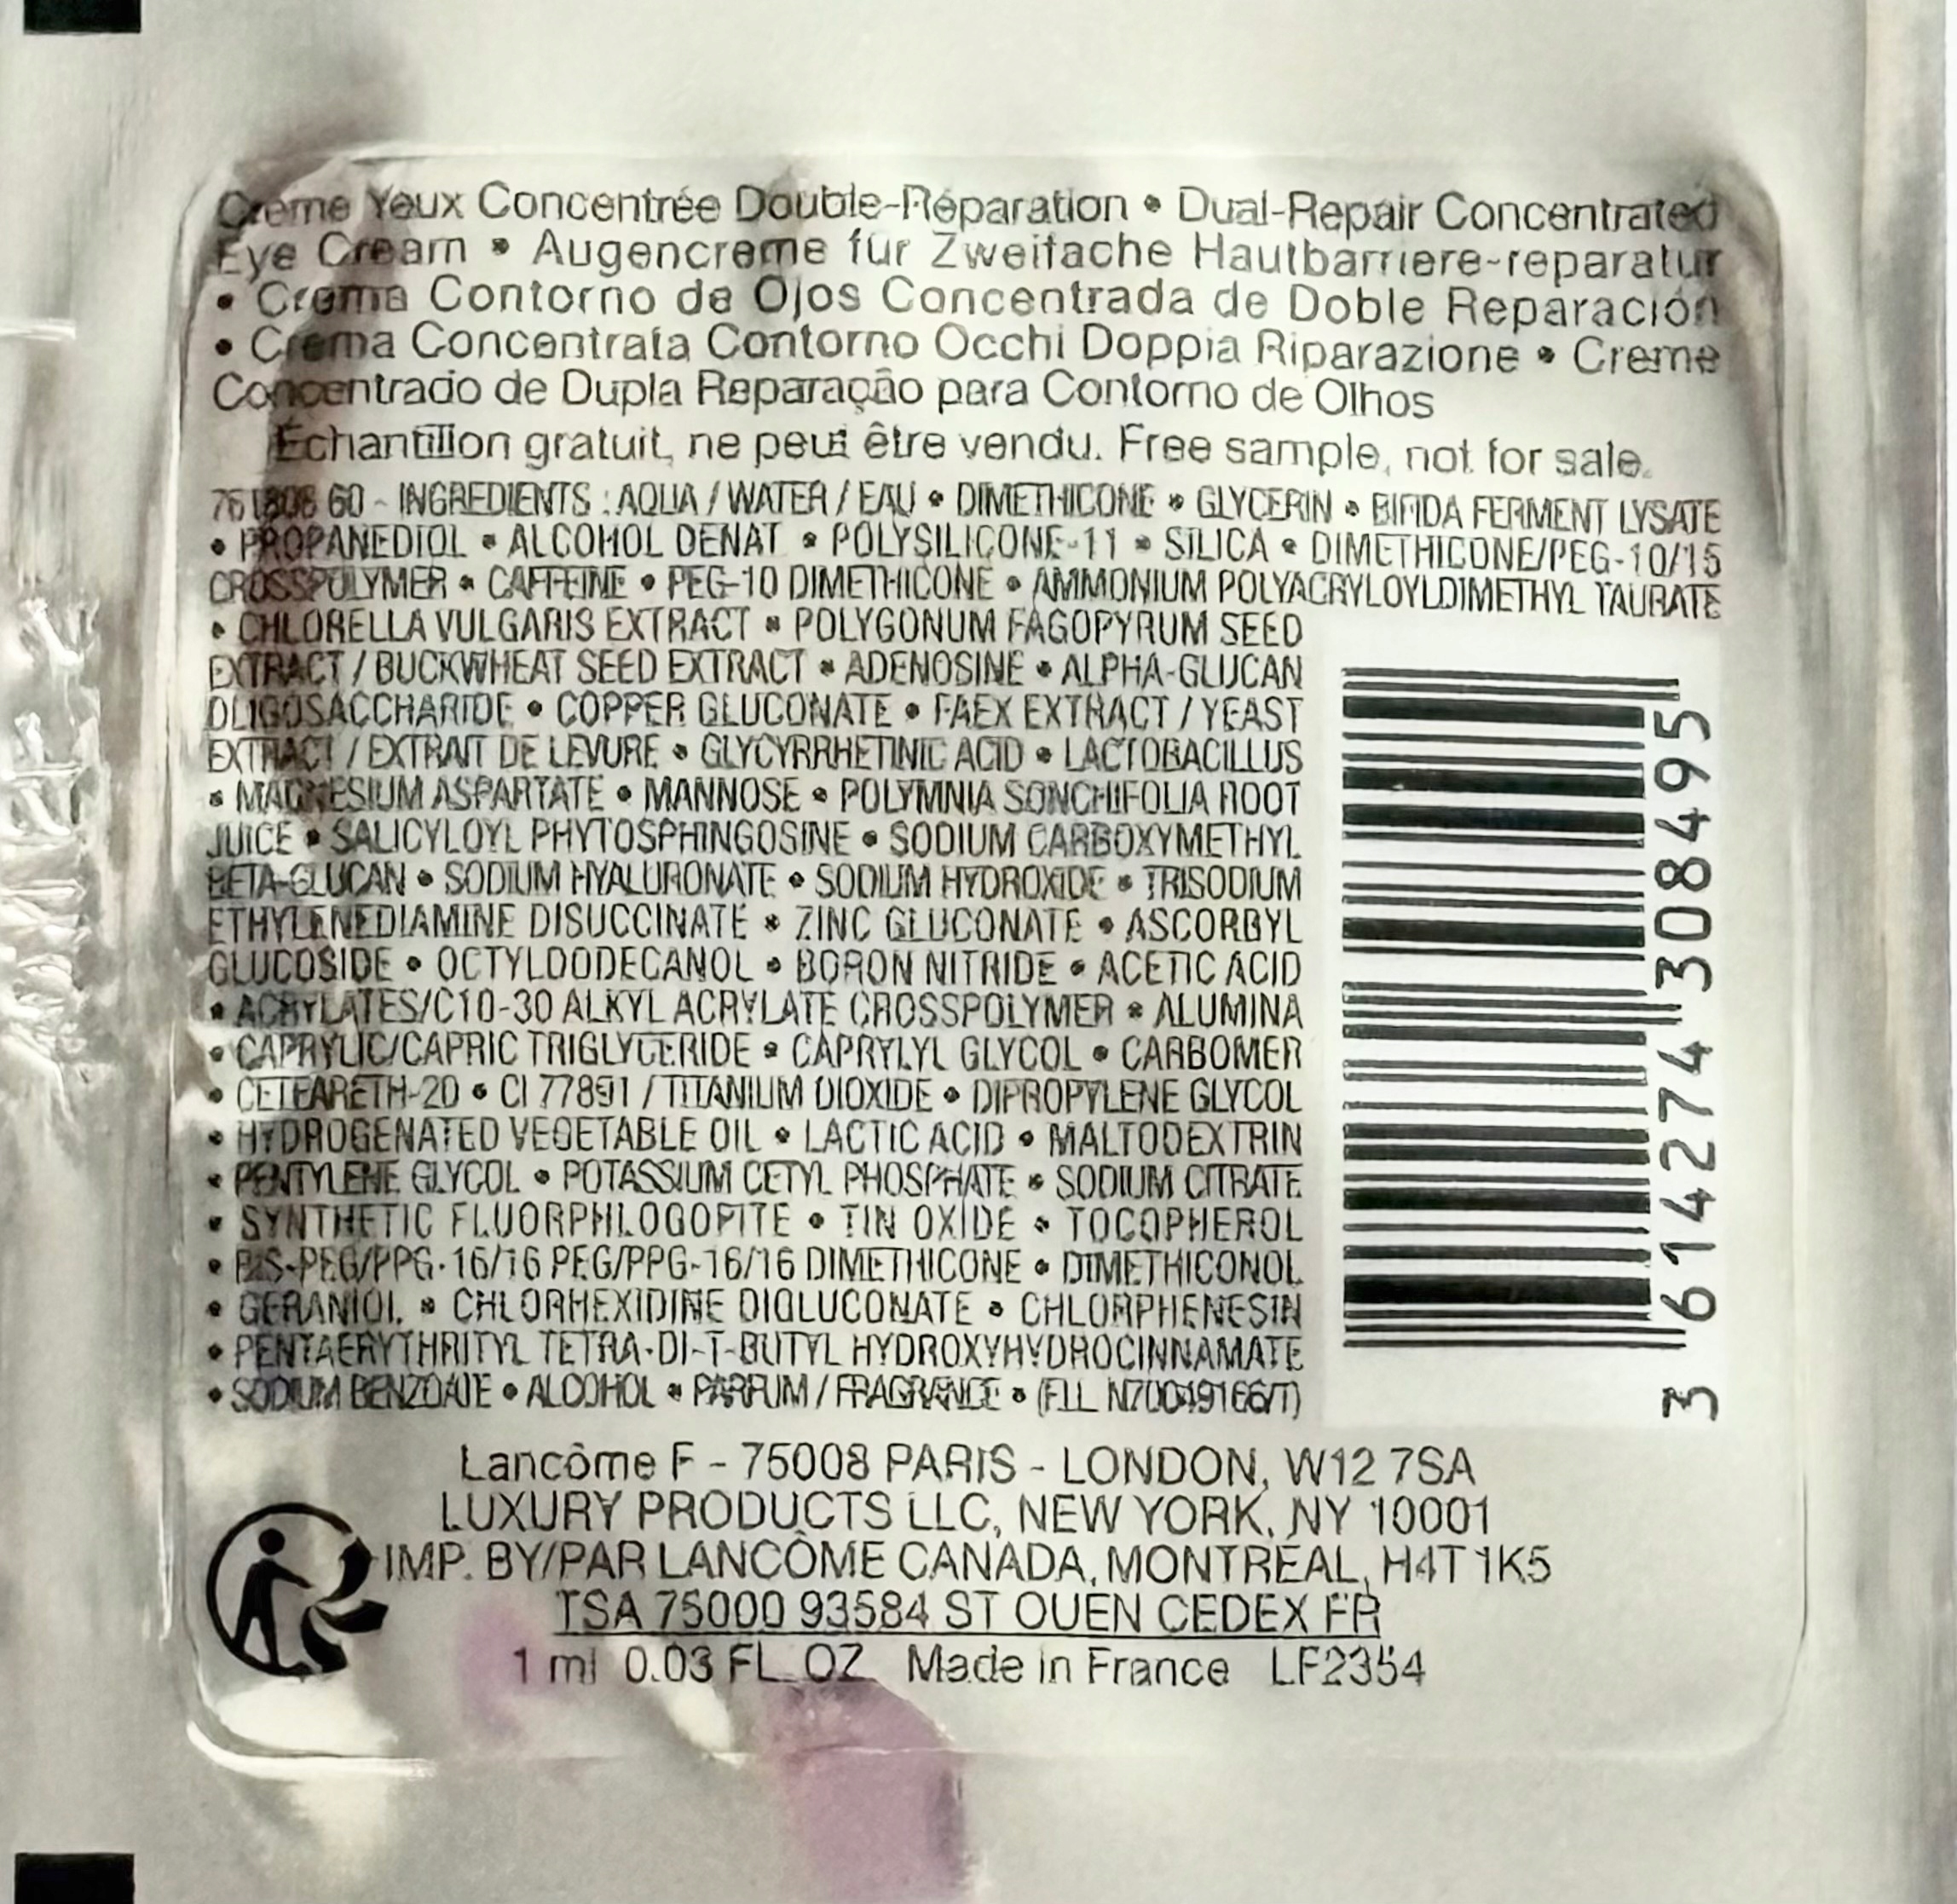 Crème Yeux Concentrée Double-Réparation • Dual-Repair Concentrated
Eye Cream • Augencreme für Zweifache Hautbarriere-reparatur
• Crema Contorno de Ojos Concentrada de Doble Reparación
• Crema Concentrata Contorno Occhi Doppia Riparazione • Creme
Concentrado de Dupla Reparação para Contorno de Olhos
Échantillon gratuit, ne peut être vendu. Free sample, not for sale.
60 - INGREDIENTS : AQUA / WATER / EAU • DIMETHICONE • GLYCERIN • BIFIDA FERMENT LYSATE
• PROPANEDIOL • ALCOHOL DENAT • POLYSILICONE-11 • SILICA • DIMETHICONE/PEG-10/15
CROSSPOLYMER • CAFFEINE • PEG-10 DIMETHICONE • AMMONIUM POLYACRYLOYLDIMETHYL TAURATE
• CHLORELLA VULGARIS EXTRACT • POLYGONUM FAGOPYRUM SEED
EXTRACT / BUCKWHEAT SEED EXTRACT • ADENOSINE • ALPHA-GLUCAN
OLIGOSACCHARIDE • COPPER GLUCONATE • FAEX EXTRACT / YEAST
EXTRACT / EXTRAIT DE LEVURE • GLYCYRRHETINIC ACID • LACTOBACILLUS
• MAGNESIUM ASPARTATE • MANNOSE • POLYMNIA SONCHIFOLIA ROOT
JUICE • SALICYLOYL PHYTOSPHINGOSINE • SODIUM CARBOXYMETHYL
BETA-GLUCAN • SODIUM HYALURONATE • SODIUM HYDROXIDE • TRISODIUM
ETHYLENEDIAMINE DISUCCINATE • ZINC GLUCONATE • ASCORBYL
GLUCOSIDE • OCTYLDODECANOL • BORON NITRIDE • ACETIC ACID
• ACRYLATES/C10-30 ALKYL ACRYLATE CROSSPOLYMER • ALUMINA
• CAPRYLIC/CAPRIC TRIGLYCERIDE • CAPRYLYL GLYCOL • CARBOMER
• CETEARETH-20 • CI 77891 / TITANIUM DIOXIDE • DIPROPYLENE GLYCOL
• HYDROGENATED VEGETABLE OIL • LACTIC ACID • MALTODEXTRIN
• PENTYLENE GLYCOL • POTASSIUM CETYL PHOSPHATE • SODIUM CITRATE
• SYNTHETIC FLUORPHLOGOPITE • TIN OXIDE • TOCOPHEROL
• BIS-PEG/PPG-16/16 PEG/PPG-16/16 DIMETHICONE • DIMETHICONOL
• GERANIOL • CHLORHEXIDINE DIGLUCONATE • CHLORPHENESIN
• PENTAERYTHRITYL TETRA-DI-T-BUTYL HYDROXYHYDROCINNAMATE
• SODIUM BENZOATE • ALCOHOL • PARFUM / FRAGRANCE • (F.I.L. N70049166/1)
3 614274 308495
Lancôme F - 75008 PARIS - LONDON, W12 7SA
LUXURY PRODUCTS LLC, NEW YORK, NY 10001
IMP. BY/PAR LANCÔME CANADA, MONTRÉAL, H4T 1K5
TSA 75000 93584 ST OUEN CEDEX FR
1 ml 0.03 FL. OZ. Made in France LF2354